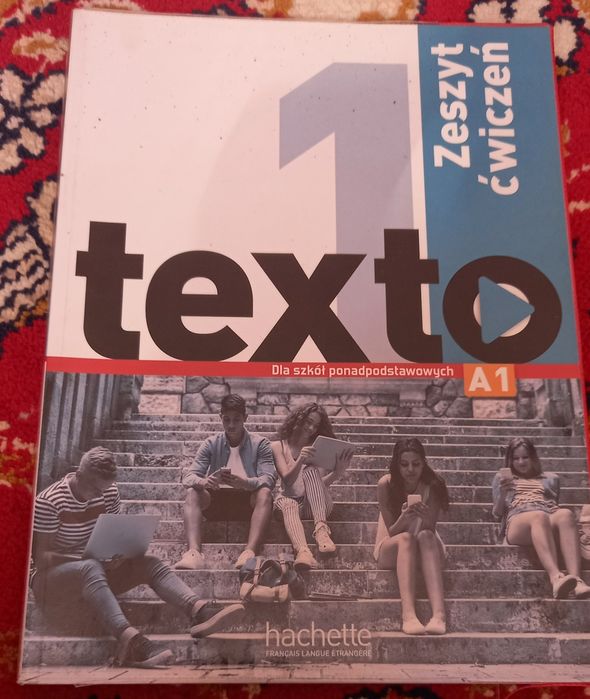 1
Zeszyt
ćwiczeń
texto
Dla szkół ponadpodstawowych
A1
hachette
FRANÇAIS LANGUE ÉTRANGÈRE